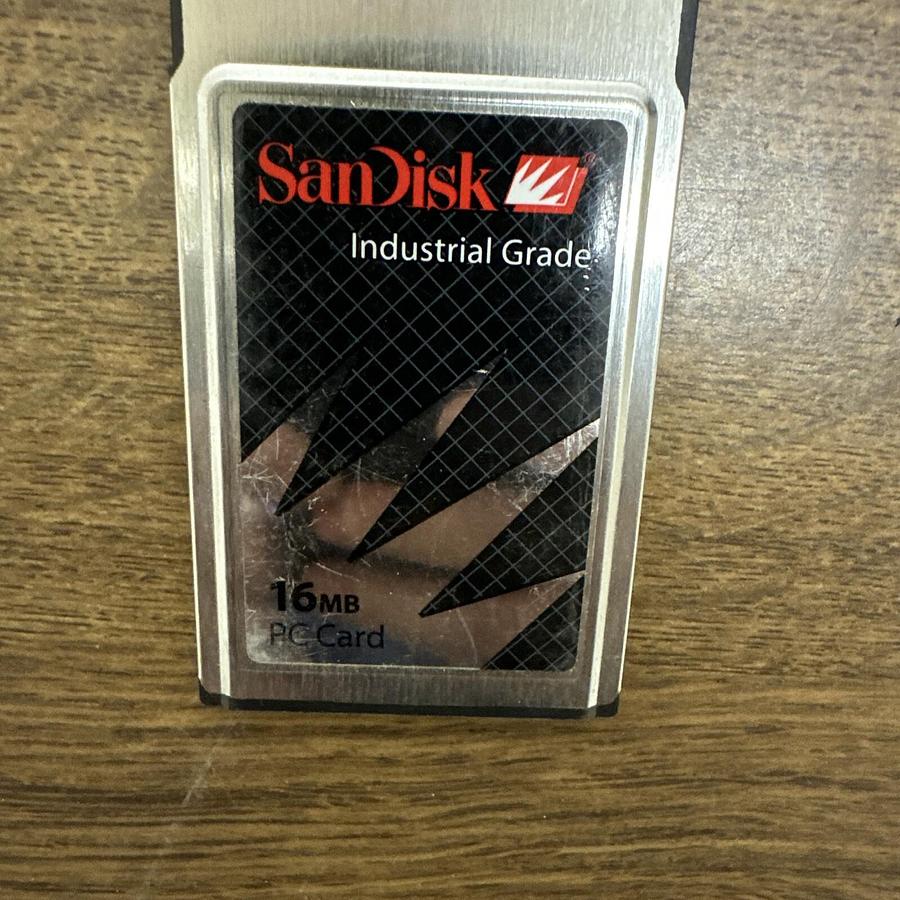 SanDisk
Industrial Grade
16MB
PC Card